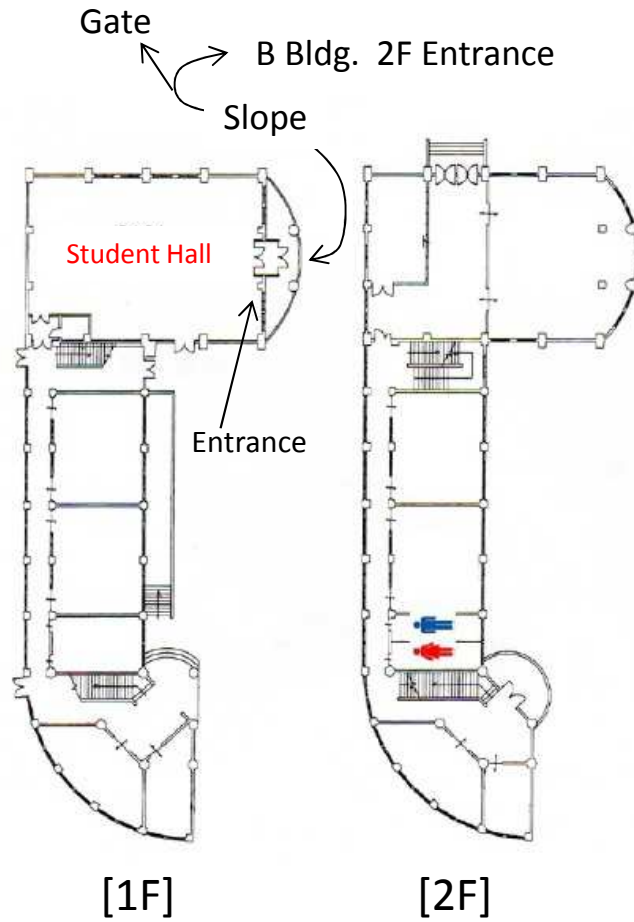 Gate
B Bldg. 2F Entrance
Slope
Student Hall
Entrance
[1F]
[2F]